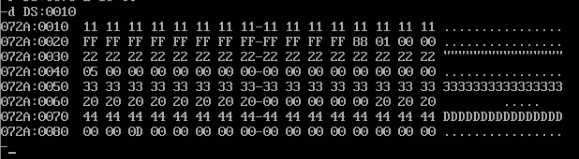 -d DS:0010
072A:0010  11 11 11 11 11 11 11 11-11 11 11 11 11 11 11 11  ................
072A:0020  FF FF FF FF FF FF FF FF-FF FF FF FF 88 01 00 00  ................
072A:0030  22 22 22 22 22 22 22 22-22 22 22 22 22 22 22 22  """"""""""""""""
072A:0040  05 00 00 00 00 00 00 00-00 00 00 00 00 00 00 00  ................
072A:0050  33 33 33 33 33 33 33 33-33 33 33 33 33 33 33 33  3333333333333333
072A:0060  20 20 20 20 20 20 20 20-00 00 00 00 00 20 20 20          .....
072A:0070  44 44 44 44 44 44 44 44-44 44 44 44 44 44 44 44  DDDDDDDDDDDDDDDD
072A:0080  00 00 0D 00 00 00 00 00-00 00 00 00 00 00 00 00  ................
-_